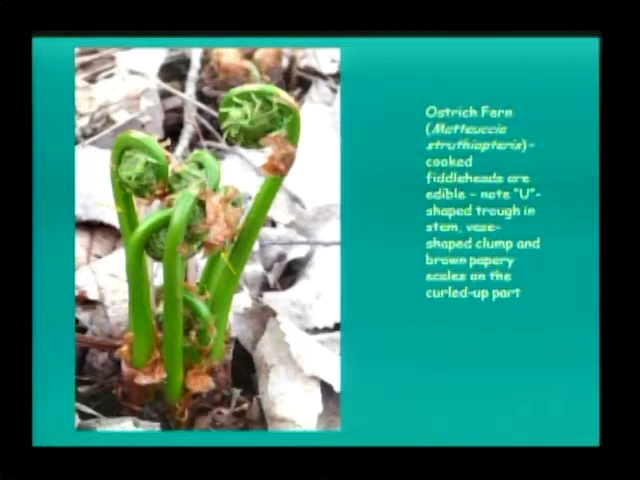 Ostrich Fern
(Matteuccia
struthiopteris)-
cooked
fiddleheads are
edible - note "U"-
shaped trough in
stem, vase-
shaped clump and
brown papery
scales on the
curled-up part